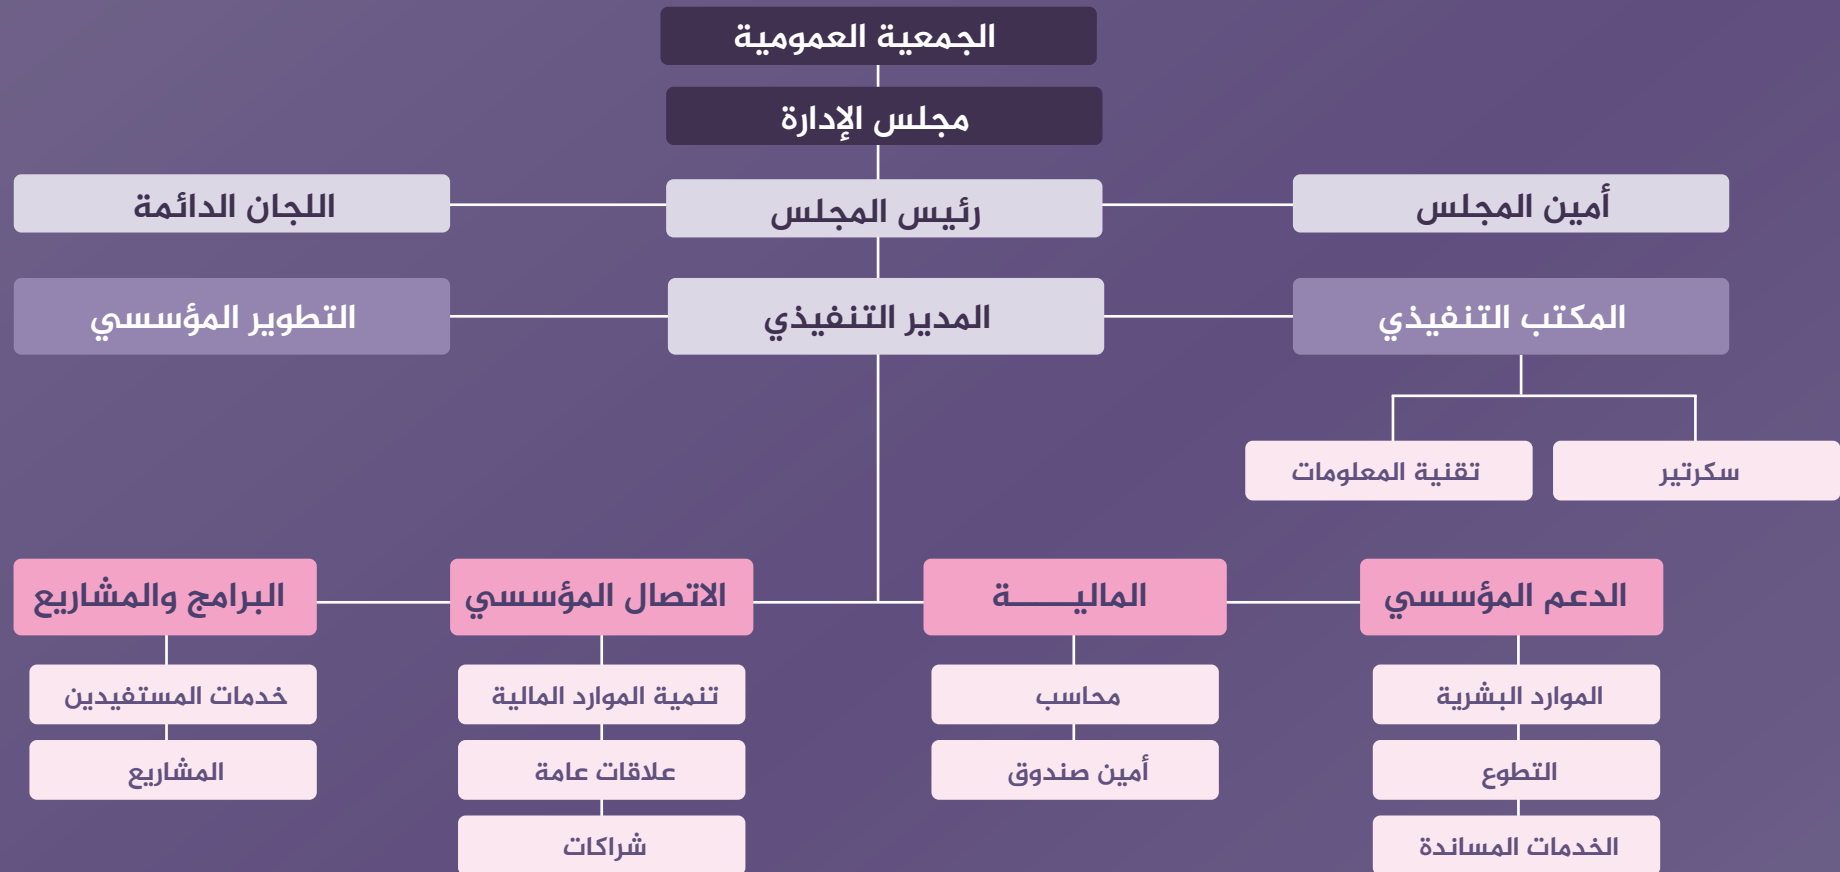 الجمعية العمومية
مجلس الإدارة
أمين المجلس
رئيس المجلس
اللجان الدائمة
المكتب التنفيذي
المدير التنفيذي
التطوير المؤسسي
سكرتير
تقنية المعلومات
الدعم المؤسسي
الماليـــــة
الاتصال المؤسسي
البرامج والمشاريع
الموارد البشرية
محاسب
تنمية الموارد المالية
خدمات المستفيدين
التطوع
أمين صندوق
علاقات عامة
المشاريع
الخدمات المساندة
شراكات